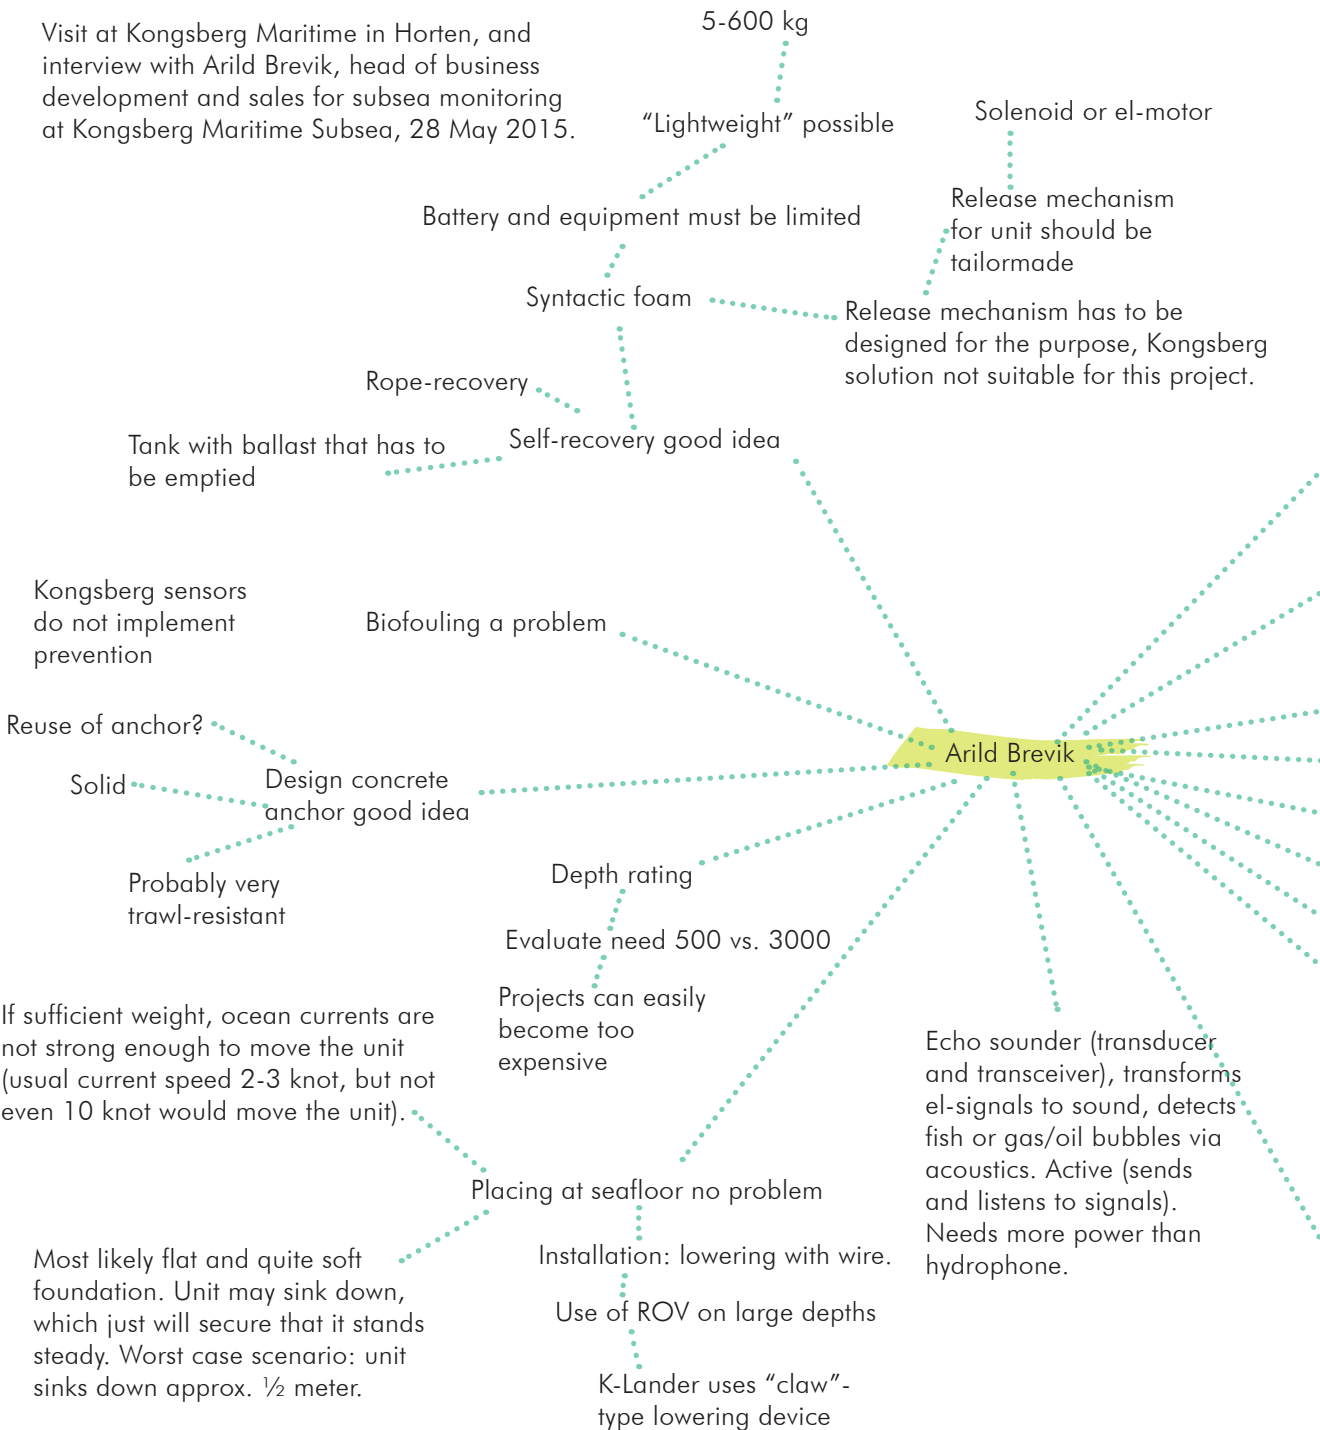 Visit at Kongsberg Maritime in Horten, and
interview with Arild Brevik, head of business
development and sales for subsea monitoring
at Kongsberg Maritime Subsea, 28 May 2015.
5-600 kg
“Lightweight” possible
Solenoid or el-motor
Release mechanism
for unit should be
tailormade
Battery and equipment must be limited
Syntactic foam
Release mechanism has to be
designed for the purpose, Kongsberg
solution not suitable for this project.
Rope-recovery
Self-recovery good idea
Tank with ballast that has to
be emptied
Kongsberg sensors
do not implement
prevention
Biofouling a problem
Reuse of anchor?
Solid
Design concrete
anchor good idea
Probably very
trawl-resistant
Arild Brevik
Depth rating
Evaluate need 500 vs. 3000
Projects can easily
become too
expensive
If sufficient weight, ocean currents are
not strong enough to move the unit
(usual current speed 2-3 knot, but not
even 10 knot would move the unit).
Placing at seafloor no problem
Most likely flat and quite soft
foundation. Unit may sink down,
which just will secure that it stands
steady. Worst case scenario: unit
sinks down approx. ½ meter.
Installation: lowering with wire.
Use of ROV on large depths
K-Lander uses “claw”-
type lowering device
Echo sounder (transducer
and transceiver), transforms
el-signals to sound, detects
fish or gas/oil bubbles via
acoustics. Active (sends
and listens to signals).
Needs more power than
hydrophone.